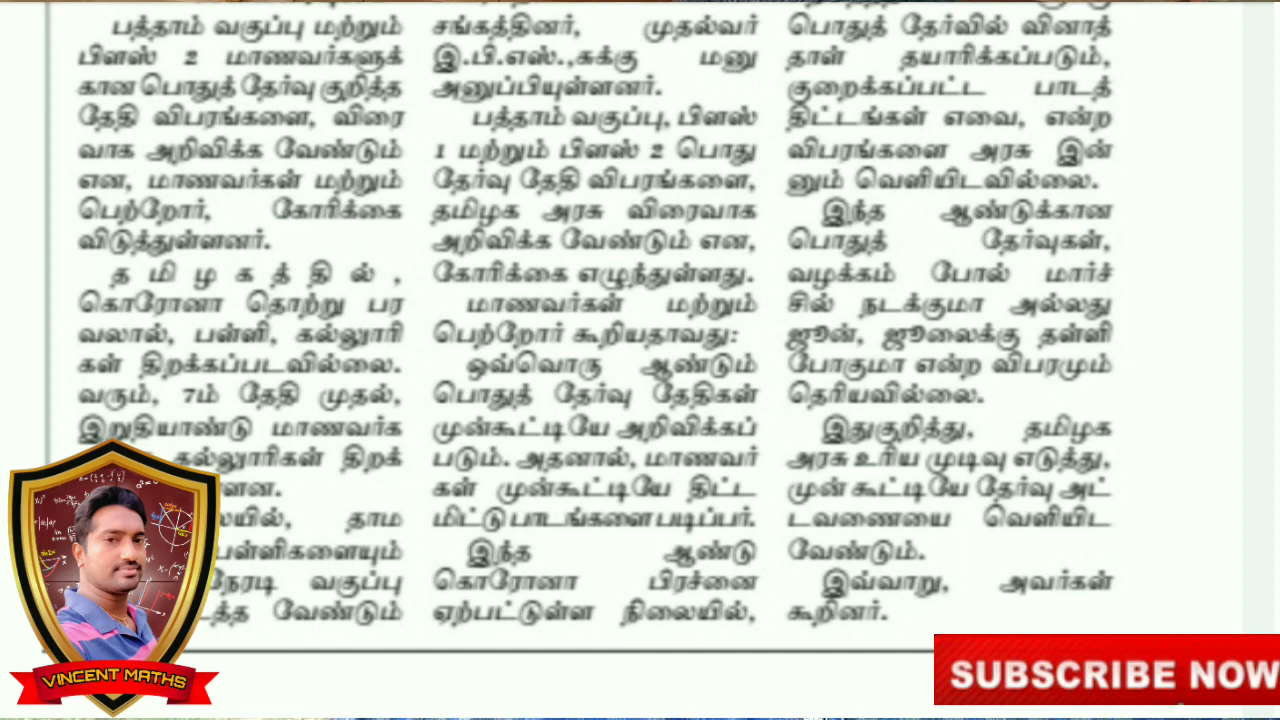 பத்தாம் வகுப்பு மற்றும்
பிளஸ் 2 மாணவர்களுக்
கான பொதுத் தேர்வு குறித்த
தேதி விபரங்களை, விரை
வாக அறிவிக்க வேண்டும்
என, மாணவர்கள் மற்றும்
பெற்றோர், கோரிக்கை
விடுத்துள்ளனர்.
தமிழகத்தில்,
கொரோனா தொற்று பர
வலால், பள்ளி, கல்லுாரி
கள் திறக்கப்படவில்லை.
வரும், 7ம் தேதி முதல்,
இறுதியாண்டு மாணவர்க
கல்லுாரிகள் திறக்
ளன.
யில், தாம
பள்ளிகளையும்
நேரடி வகுப்பு
த்த வேண்டும்
சங்கத்தினர், முதல்வர்
இ.பி.எஸ்.,சுக்கு மனு
அனுப்பியுள்ளனர்.
பத்தாம் வகுப்பு, பிளஸ்
1 மற்றும் பிளஸ் 2 பொது
தேர்வு தேதி விபரங்களை,
தமிழக அரசு விரைவாக
அறிவிக்க வேண்டும் என,
கோரிக்கை எழுந்துள்ளது.
மாணவர்கள் மற்றும்
பெற்றோர் கூறியதாவது:
ஒவ்வொரு ஆண்டும்
பொதுத் தேர்வு தேதிகள்
முன்கூட்டியே அறிவிக்கப்
படும். அதனால், மாணவர்
கள் முன்கூட்டியே திட்ட
மிட்டு பாடங்களை படிப்பர்.
இந்த ஆண்டு
கொரோனா பிரச்னை
ஏற்பட்டுள்ள நிலையில்,
பொதுத் தேர்வில் வினாத்
தாள் தயாரிக்கப்படும்,
குறைக்கப்பட்ட பாடத்
திட்டங்கள் எவை, என்ற
விபரங்களை அரசு இன்
னும் வெளியிடவில்லை.
இந்த ஆண்டுக்கான
பொதுத் தேர்வுகள்,
வழக்கம் போல் மார்ச்
சில் நடக்குமா அல்லது
ஜூன், ஜூலைக்கு தள்ளி
போகுமா என்ற விபரமும்
தெரியவில்லை.
இதுகுறித்து, தமிழக
அரசு உரிய முடிவு எடுத்து,
முன் கூட்டியே தேர்வு அட்
டவணையை வெளியிட
வேண்டும்.
இவ்வாறு, அவர்கள்
கூறினர்.
VINCENT MATHS
SUBSCRIBE NOW